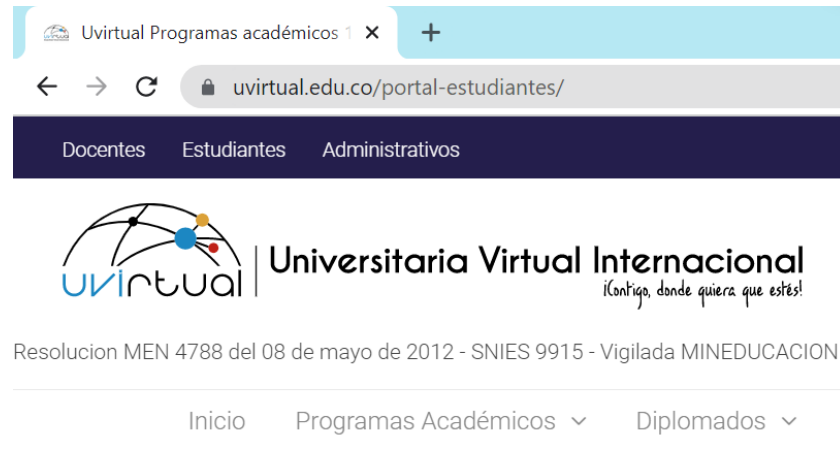 Uvirtual Programas académicos 1
uvirtual.edu.co/portal-estudiantes/
Docentes Estudiantes Administrativos
uvirtual Universitaria Virtual Internacional
¡Contigo, donde quiera que estés!
Resolucion MEN 4788 del 08 de mayo de 2012 - SNIES 9915 - Vigilada MINEDUCACION
Inicio Programas Académicos Diplomados